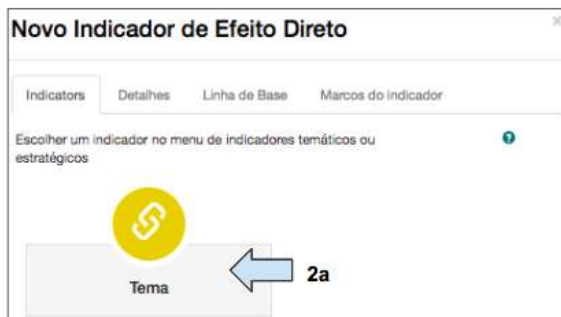 Novo Indicador de Efeito Direto
×
Indicators Detalhes Linha de Base Marcos do indicador
Escolher um indicador no menu de indicadores temáticos ou
estratégicos
?
Tema
2a